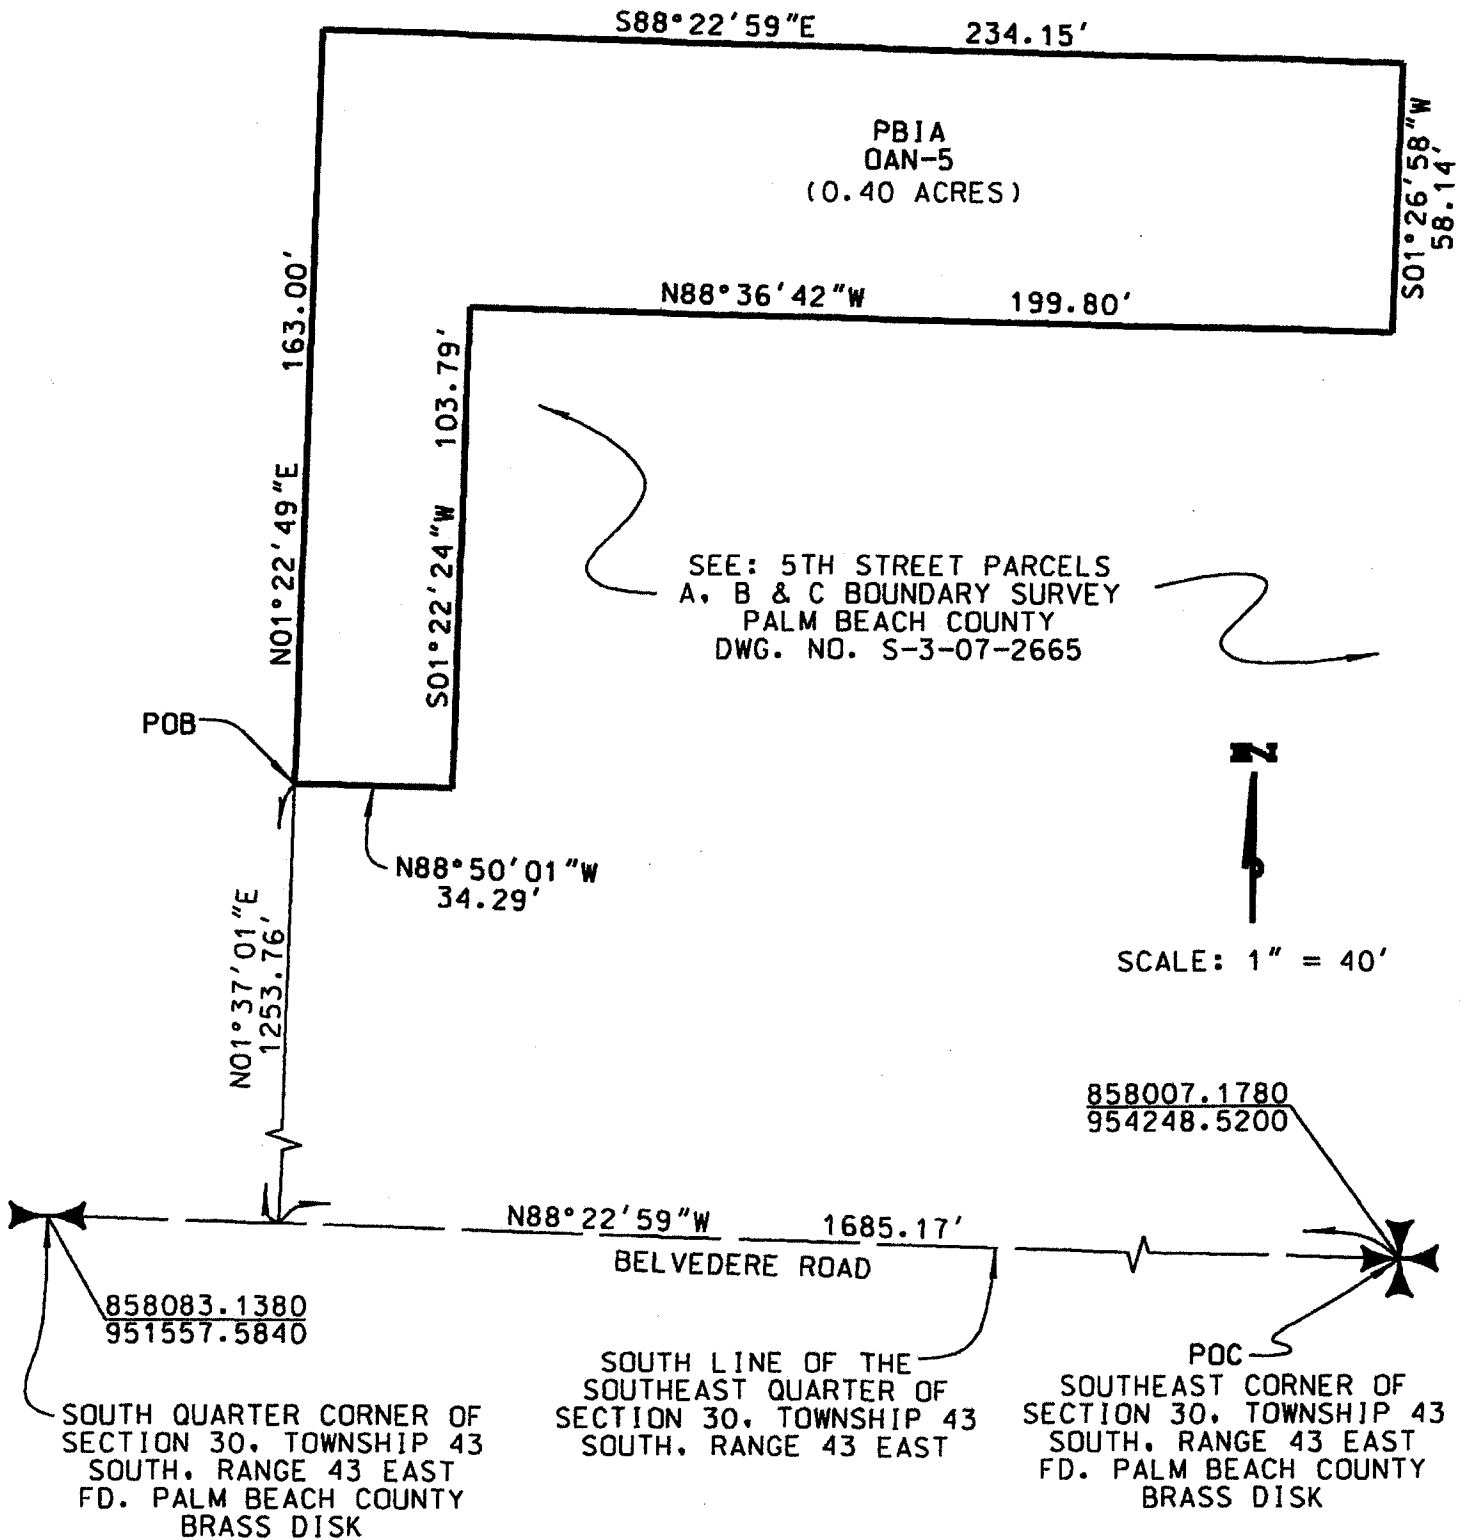 S88°22'59"E 234.15'
PBIA
OAN-5
(0.40 ACRES)
S01°26'58"W
58.14'
N88°36'42"W 199.80'
N01°22'49"E 163.00'
S01°22'24"W 103.79'
SEE: 5TH STREET PARCELS
A, B & C BOUNDARY SURVEY
PALM BEACH COUNTY
DWG. NO. S-3-07-2665
POB
N
N88°50'01"W
34.29'
N01°37'01"E
1253.76'
SCALE: 1" = 40'
858007.1780
954248.5200
N88°22'59"W 1685.17'
BELVEDERE ROAD
858083.1380
951557.5840
SOUTH QUARTER CORNER OF
SECTION 30, TOWNSHIP 43
SOUTH, RANGE 43 EAST
FD. PALM BEACH COUNTY
BRASS DISK
SOUTH LINE OF THE
SOUTHEAST QUARTER OF
SECTION 30, TOWNSHIP 43
SOUTH, RANGE 43 EAST
POC
SOUTHEAST CORNER OF
SECTION 30, TOWNSHIP 43
SOUTH, RANGE 43 EAST
FD. PALM BEACH COUNTY
BRASS DISK